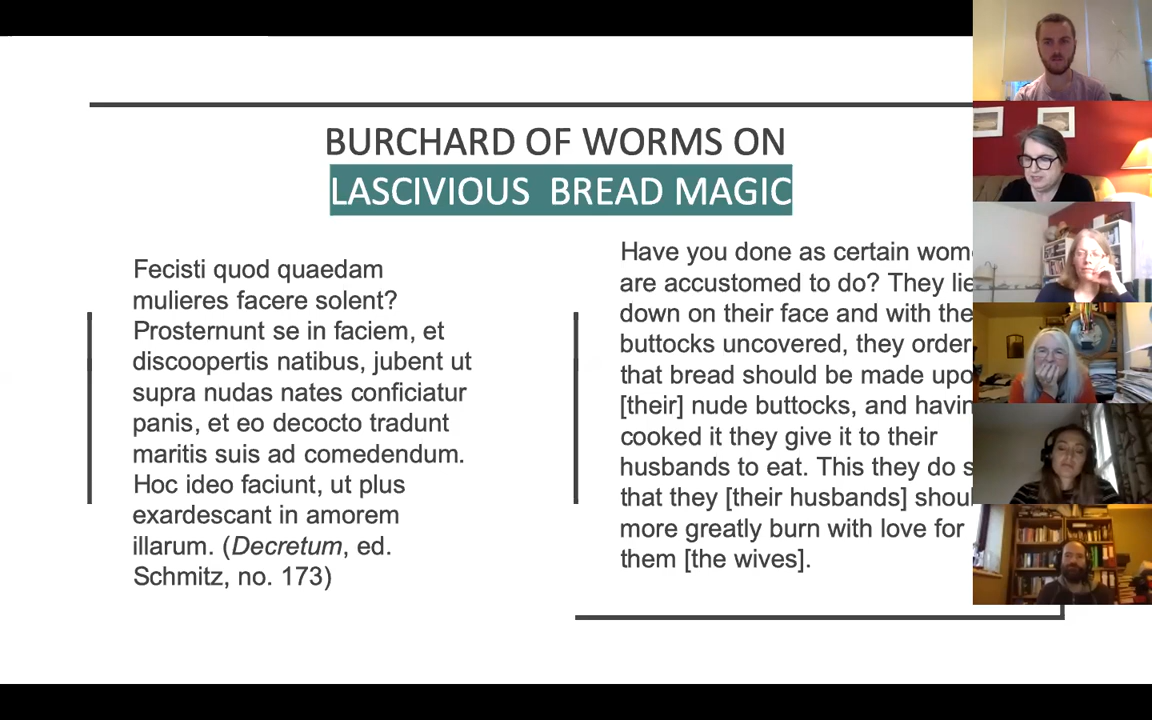 BURCHARD OF WORMS ON
LASCIVIOUS BREAD MAGIC
Fecisti quod quaedam
mulieres facere solent?
Prosternunt se in faciem, et
discoopertis natibus, jubent ut
supra nudas nates conficiatur
panis, et eo decocto tradunt
maritis suis ad comedendum.
Hoc ideo faciunt, ut plus
exardescant in amorem
illarum. (Decretum, ed.
Schmitz, no. 173)
Have you done as certain
are accustomed to do? They lie
down on their face and with
buttocks uncovered, they order
that bread should be made
[their] nude buttocks, and
cooked it they give it to their
husbands to eat. This they do
that they [their husbands]
more greatly burn with love for
them [the wives].